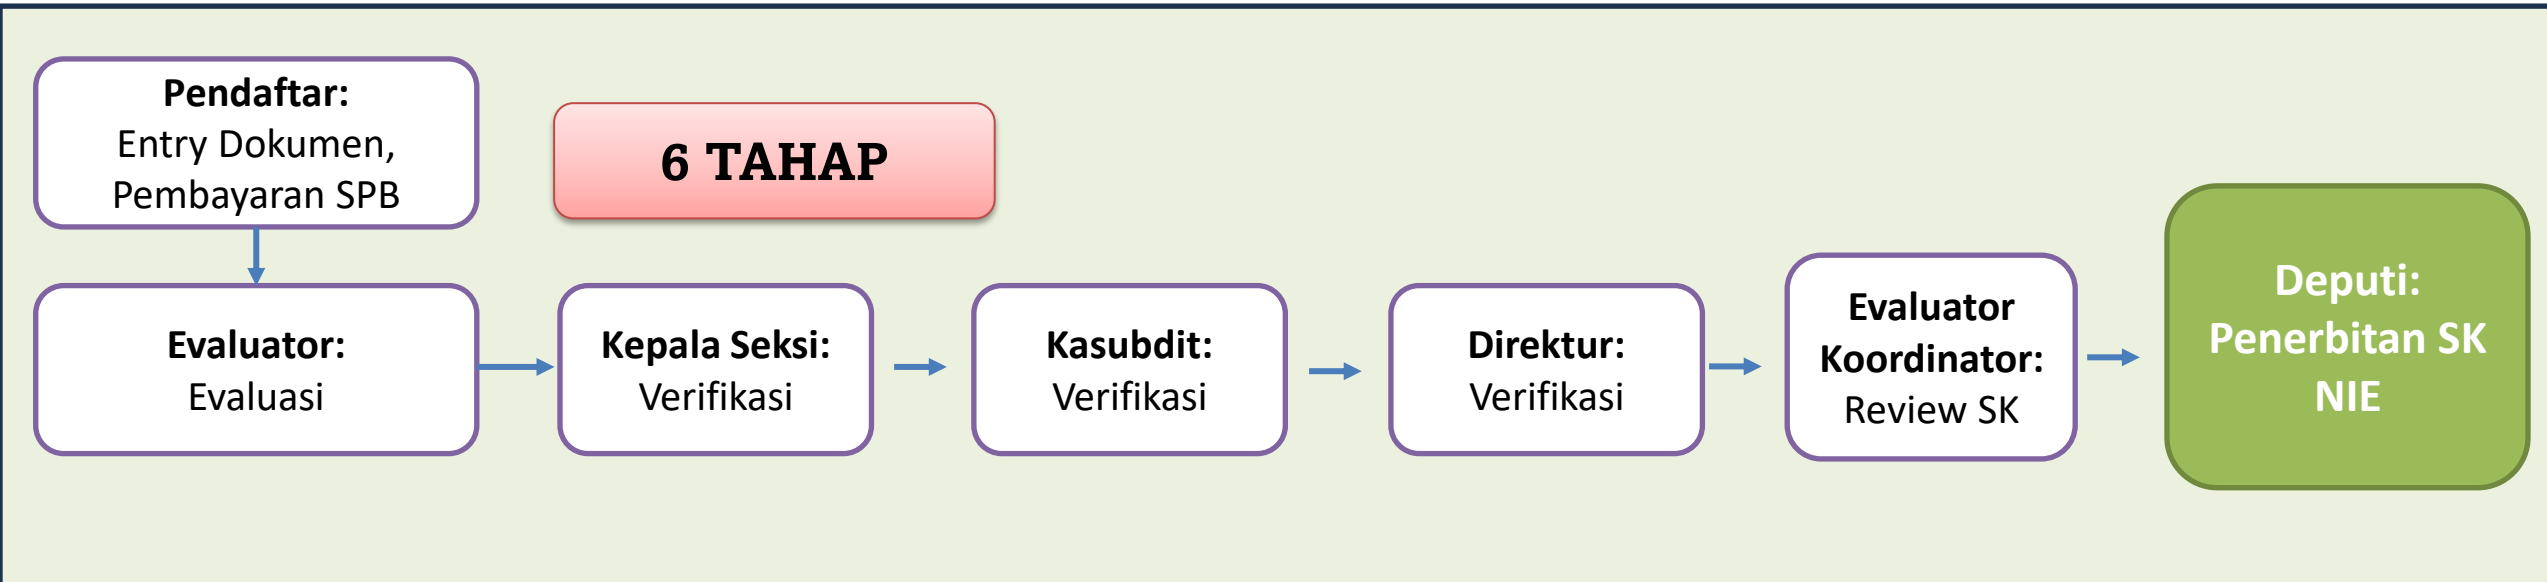 Pendaftar:
Entry Dokumen,
Pembayaran SPB
6 TAHAP
Evaluator:
Evaluasi
Kepala Seksi:
Verifikasi
Kasubdit:
Verifikasi
Direktur:
Verifikasi
Evaluator
Koordinator:
Review SK
Deputi:
Penerbitan SK
NIE